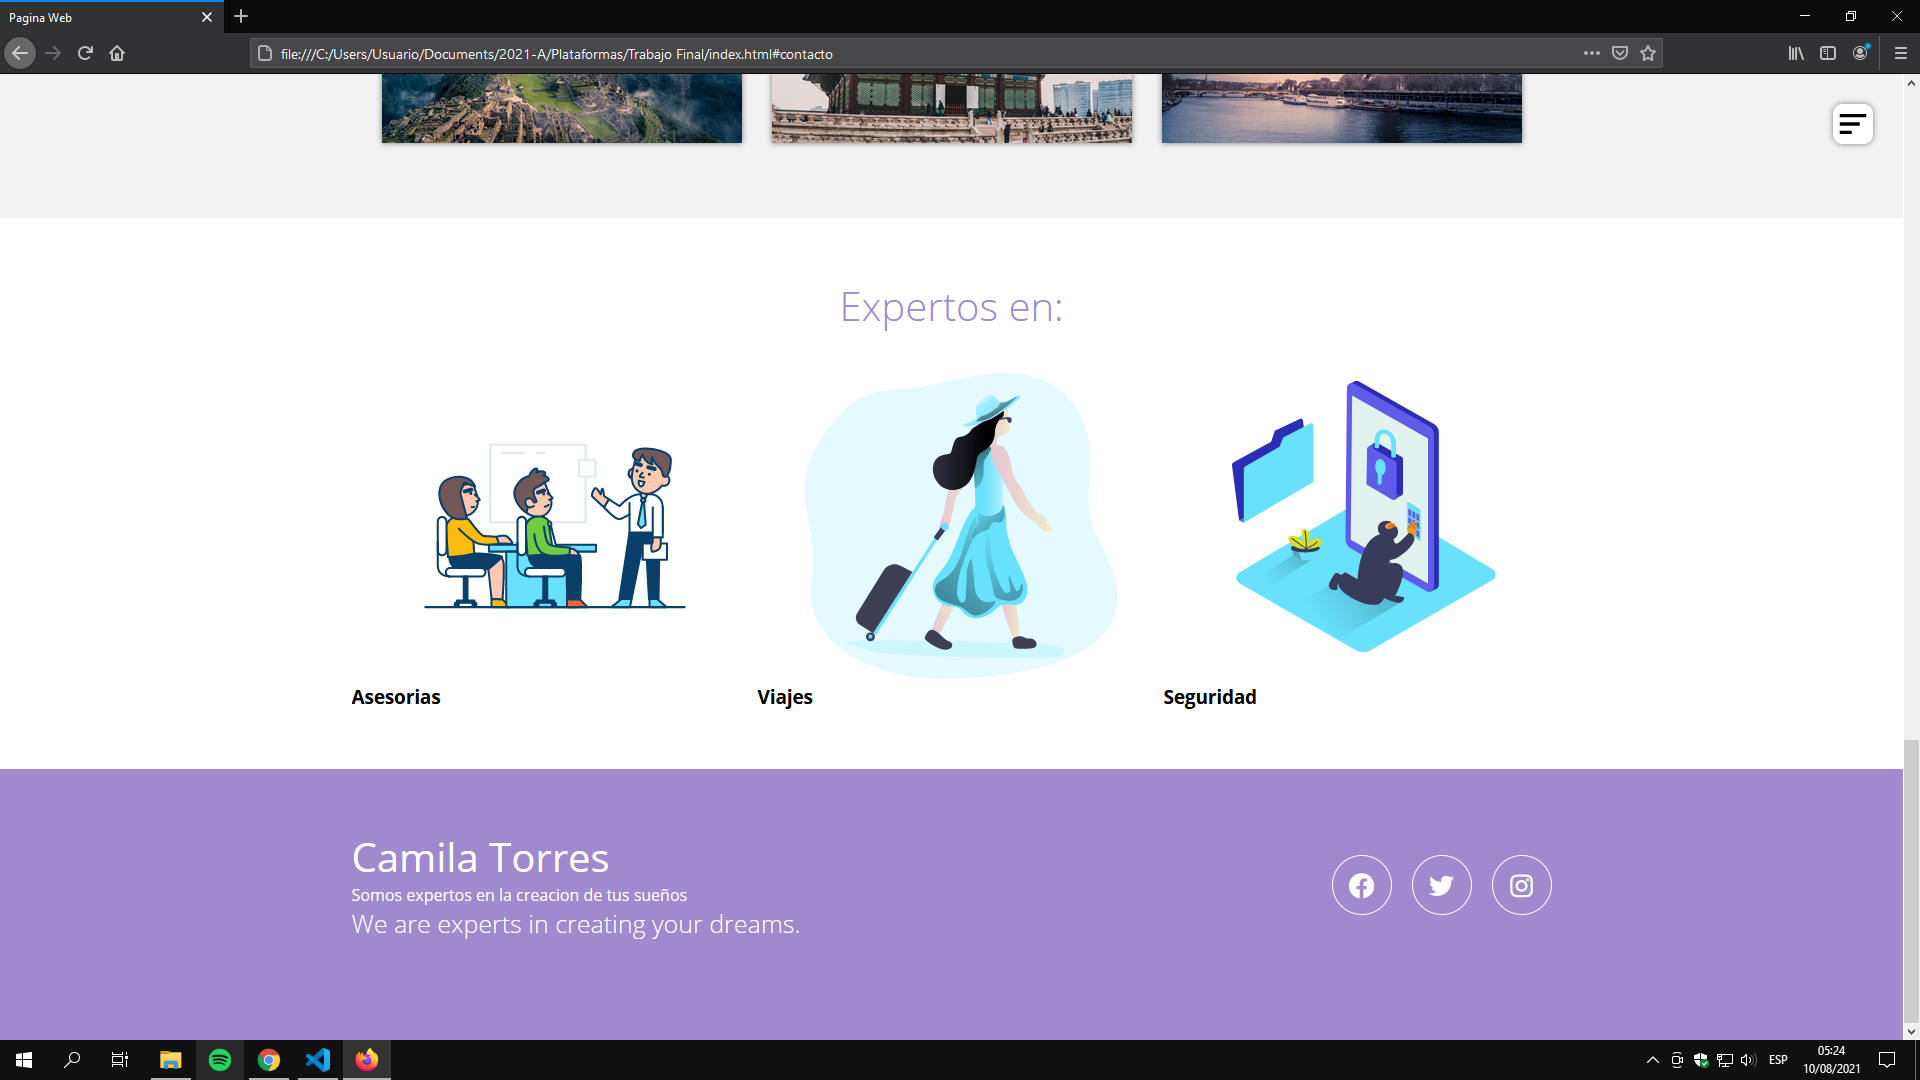 Pagina Web
file:///C:/Users/Usuario/Documents/2021-A/Plataformas/Trabajo Final/index.html#contacto
Expertos en:
Asesorias
Viajes
Seguridad
Camila Torres
Somos expertos en la creacion de tus sueños
We are experts in creating your dreams.
ESP
05:24
10/08/2021